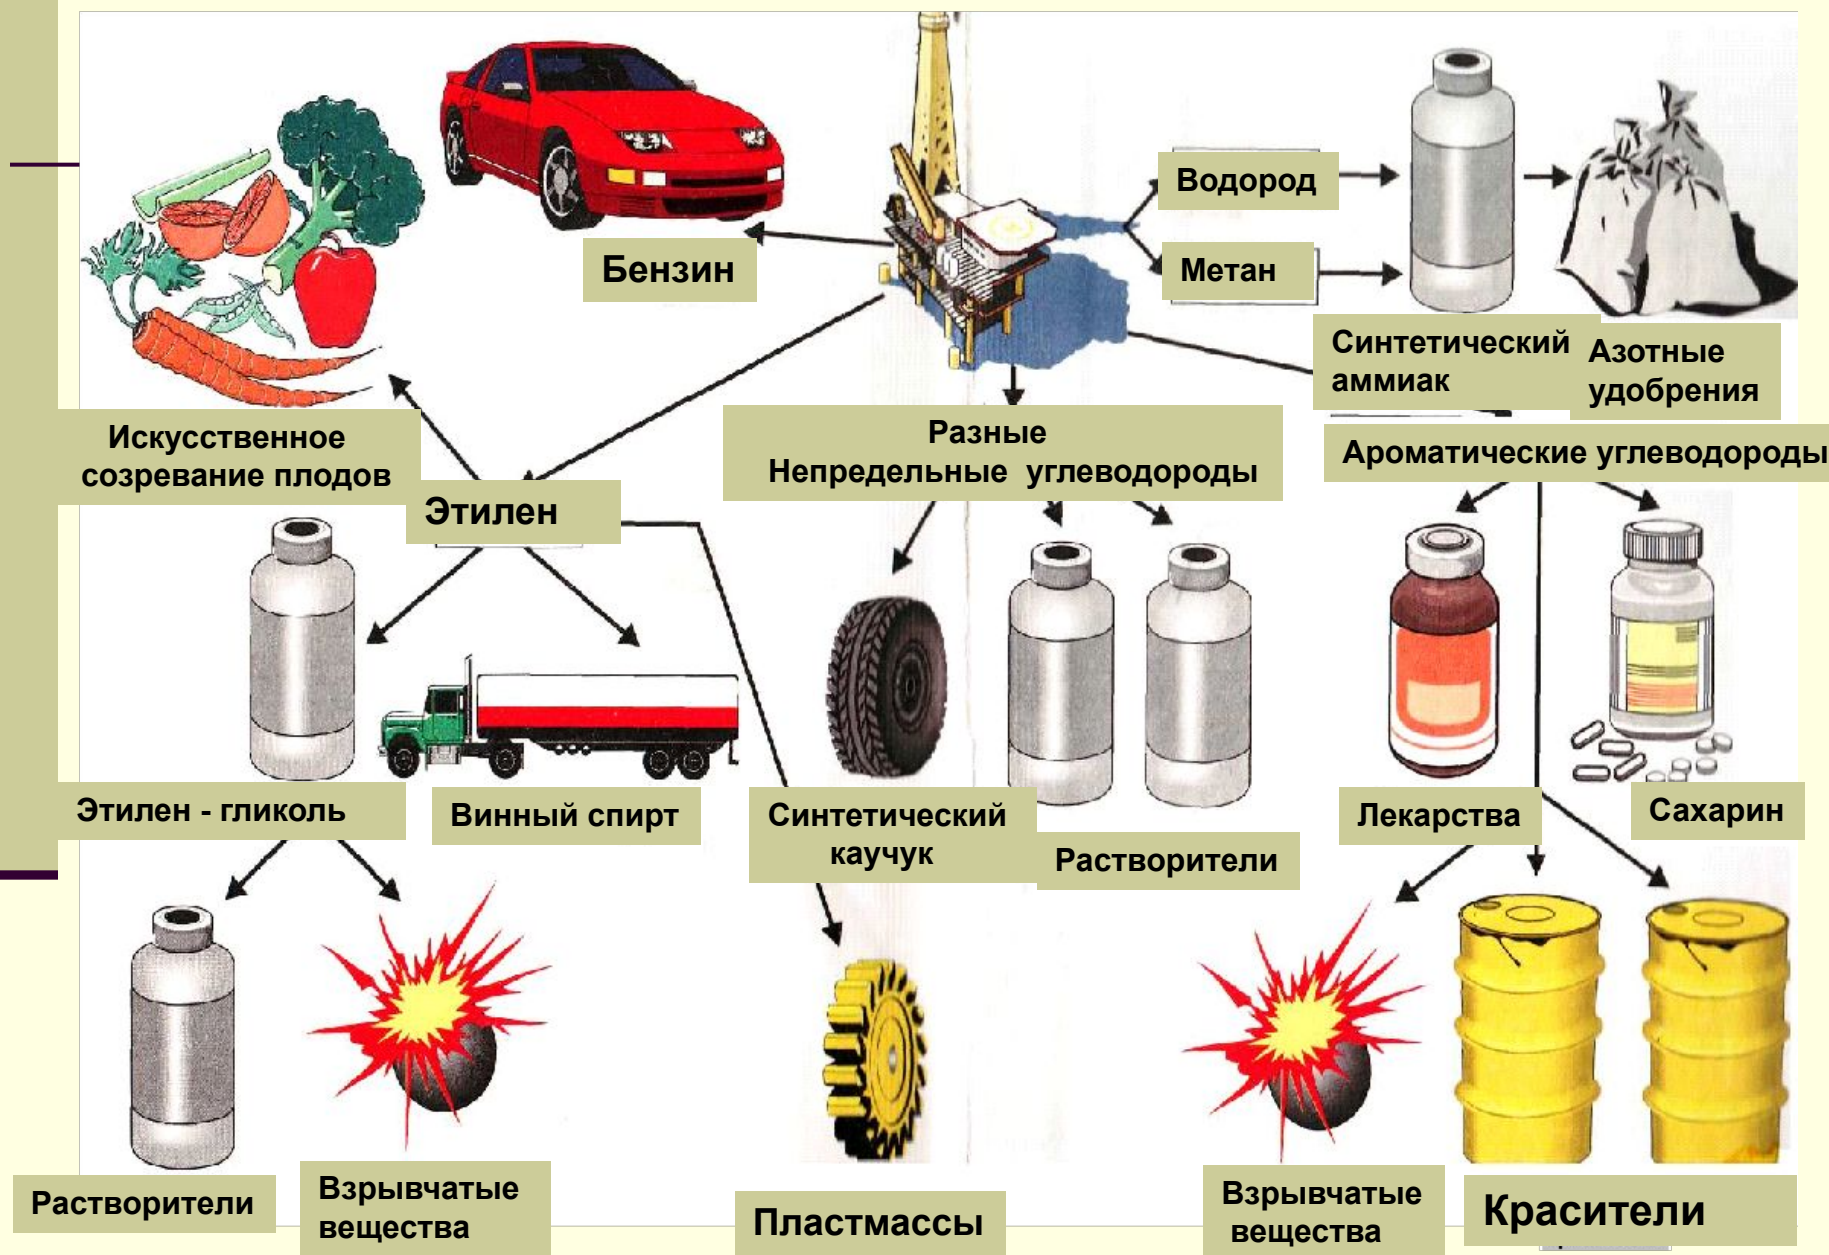 Водород
Бензин
Метан
Синтетический
аммиак
Азотные
удобрения
Искусственное
созревание плодов
Разные
Непредельные углеводороды
Ароматические углеводороды
Этилен
Этилен - гликоль
Винный спирт
Синтетический
каучук
Растворители
Лекарства
Сахарин
Растворители
Взрывчатые
вещества
Пластмассы
Взрывчатые
вещества
Красители